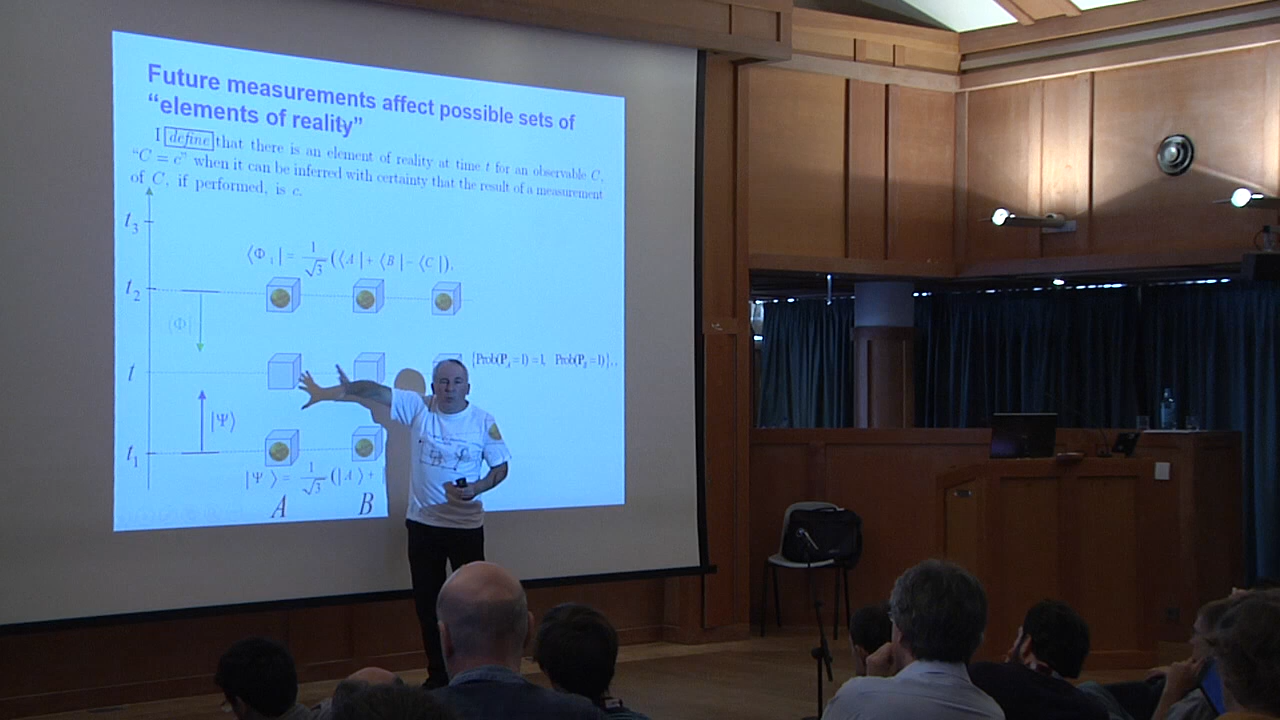 Future measurements affect possible sets of
“elements of reality”
I define that there is an element of reality at time t for an observable C,
“C = c” when it can be inferred with certainty that the result of a measurement
of C, if performed, is c.
t₃
⟨Φ₁| = 1/√3 (⟨A| + ⟨B| − ⟨C|).
t₂
⟨Φ|
t
{Prob(P_A = 1) = 1, Prob(P_B = 1)}..
|Ψ⟩
t₁
|Ψ⟩ = 1/√3 (|A⟩ +
A B